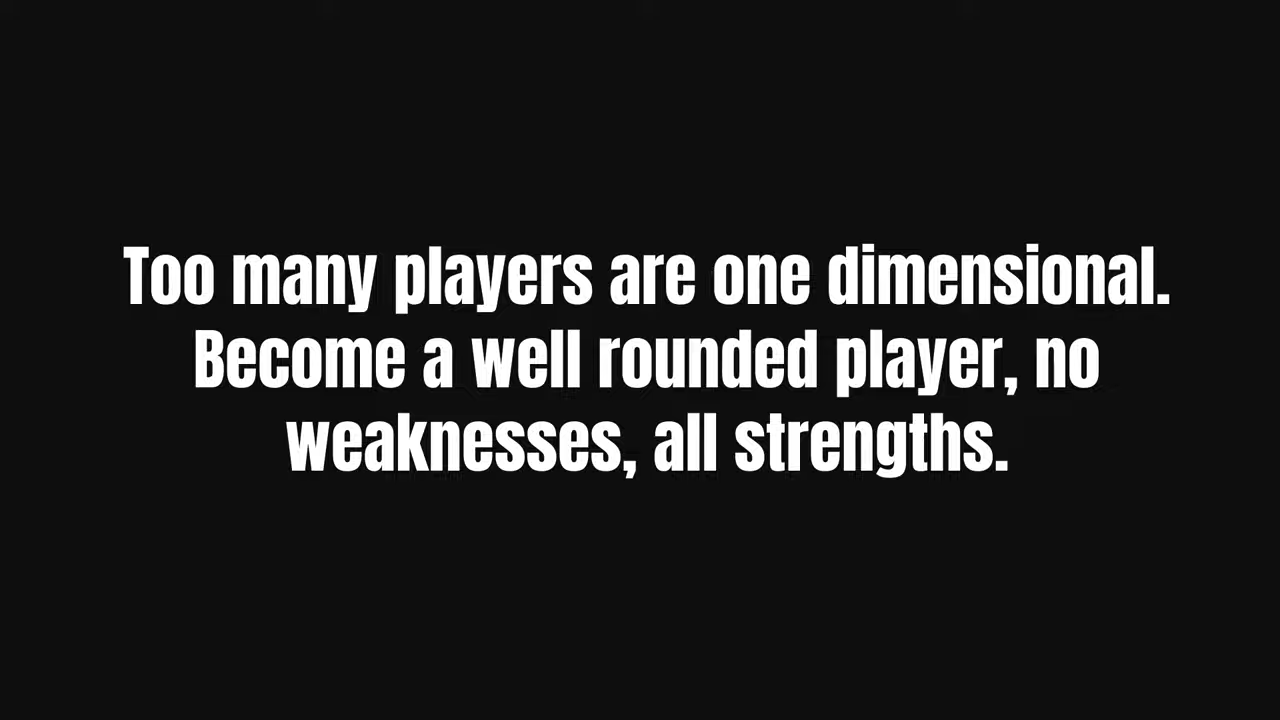 Too many players are one dimensional.
Become a well rounded player, no
weaknesses, all strengths.